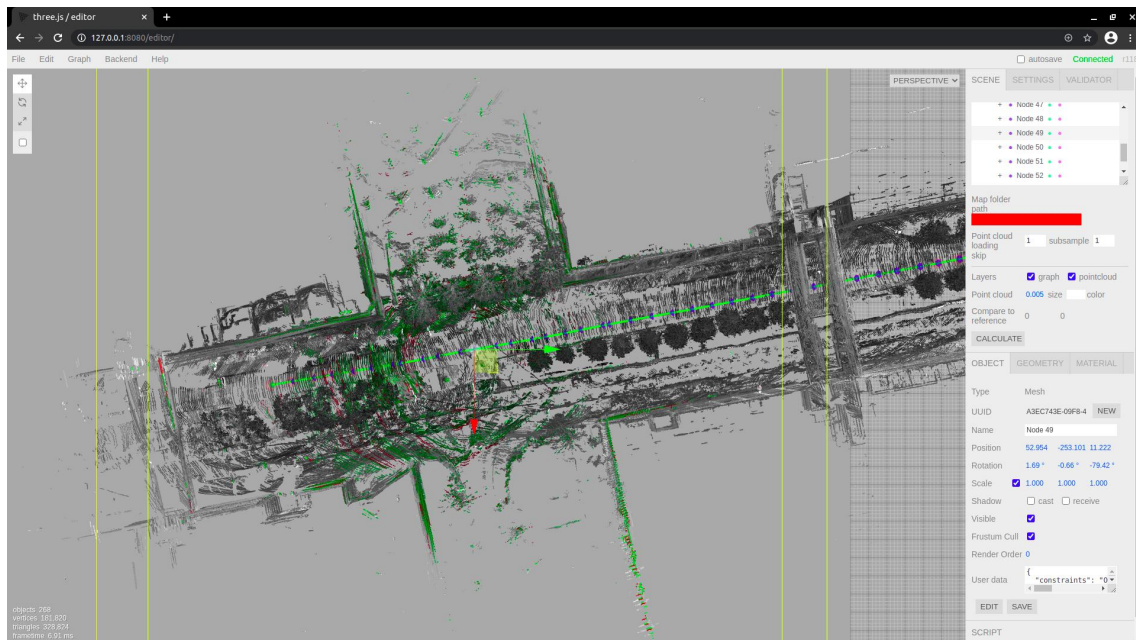 three.js / editor
127.0.0.1:8080/editor/
File Edit Graph Backend Help
autosave Connected
PERSPECTIVE
SCENE SETTINGS VALIDATOR
Node 47
Node 48
Node 49
Node 50
Node 51
Node 52
Map folder
path
Point cloud
loading
skip
1 subsample 1
Layers graph pointcloud
Point cloud 0.005 size color
Compare to
reference
0 0
CALCULATE
OBJECT GEOMETRY MATERIAL
Type Mesh
UUID A3EC743E-09F8-4 NEW
Name Node 49
Position 52.954 -253.101 11.222
Rotation 1.69 ° -0.66 ° -79.42 °
Scale 1.000 1.000 1.000
Shadow cast receive
Visible
Frustum Cull
Render Order 0
User data
{
"constraints":
EDIT SAVE
SCRIPT
objects 268
vertices 161,820
triangles 328,824
frametime 6.91 ms